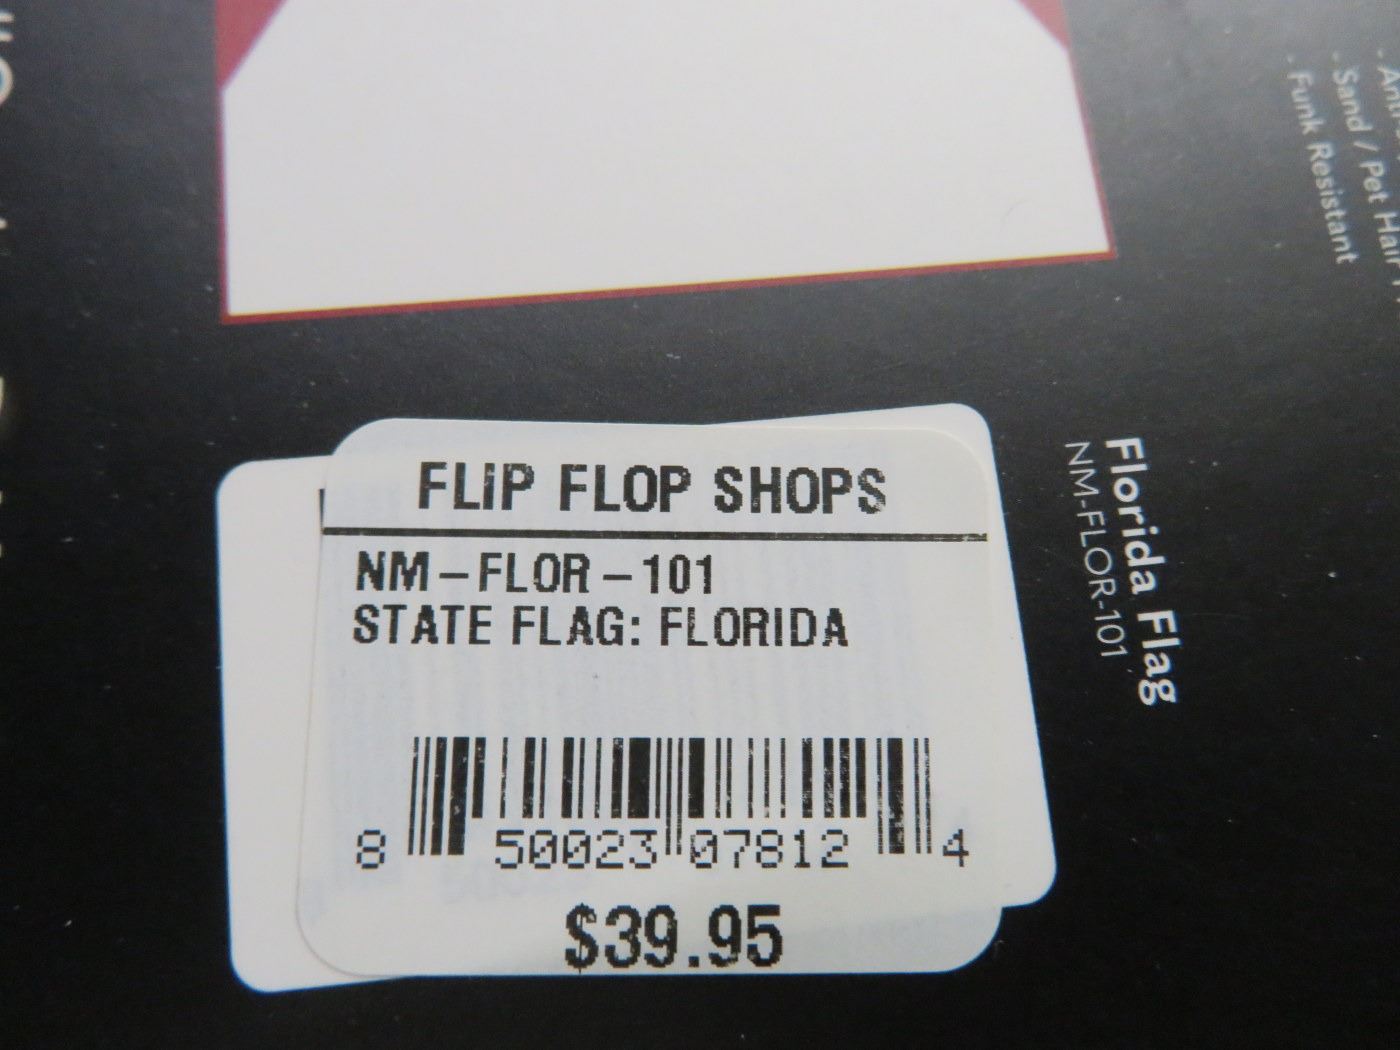 FLIP FLOP SHOPS
NM-FLOR-101
STATE FLAG: FLORIDA
8 50023 07812 4
$39.95
Florida Flag
NM-FLOR-101
· Sand / Pet Hair
· Funk Resistant